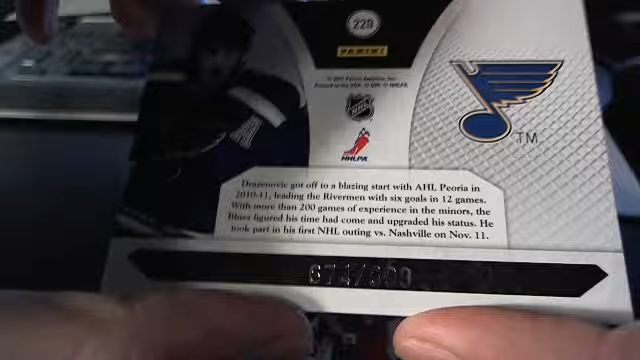 220
PANINI
NHL
NHLPA
TM
Drazenovic got off to a blazing start with AHL Peoria in
2010-11, leading the Rivermen with six goals in 12 games.
With more than 200 games of experience in the minors, the
Blues figured his time had come and upgraded his status. He
took part in his first NHL outing vs. Nashville on Nov. 11.